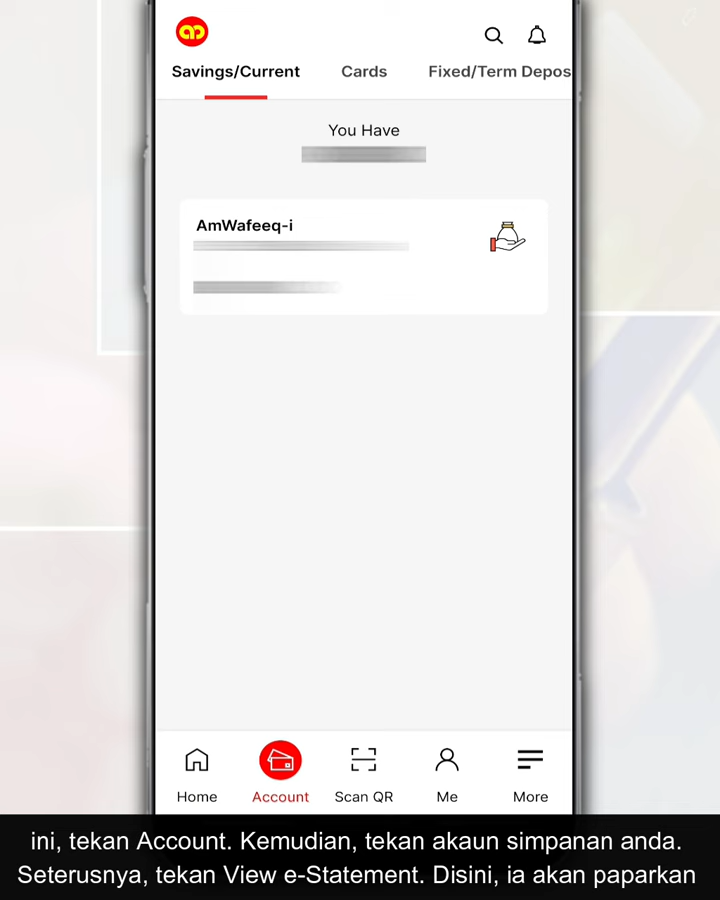 Savings/Current Cards Fixed/Term Depos
You Have
AmWafeeq-i
Home Account Scan QR Me More
ini, tekan Account. Kemudian, tekan akaun simpanan anda.
Seterusnya, tekan View e-Statement. Disini, ia akan paparkan